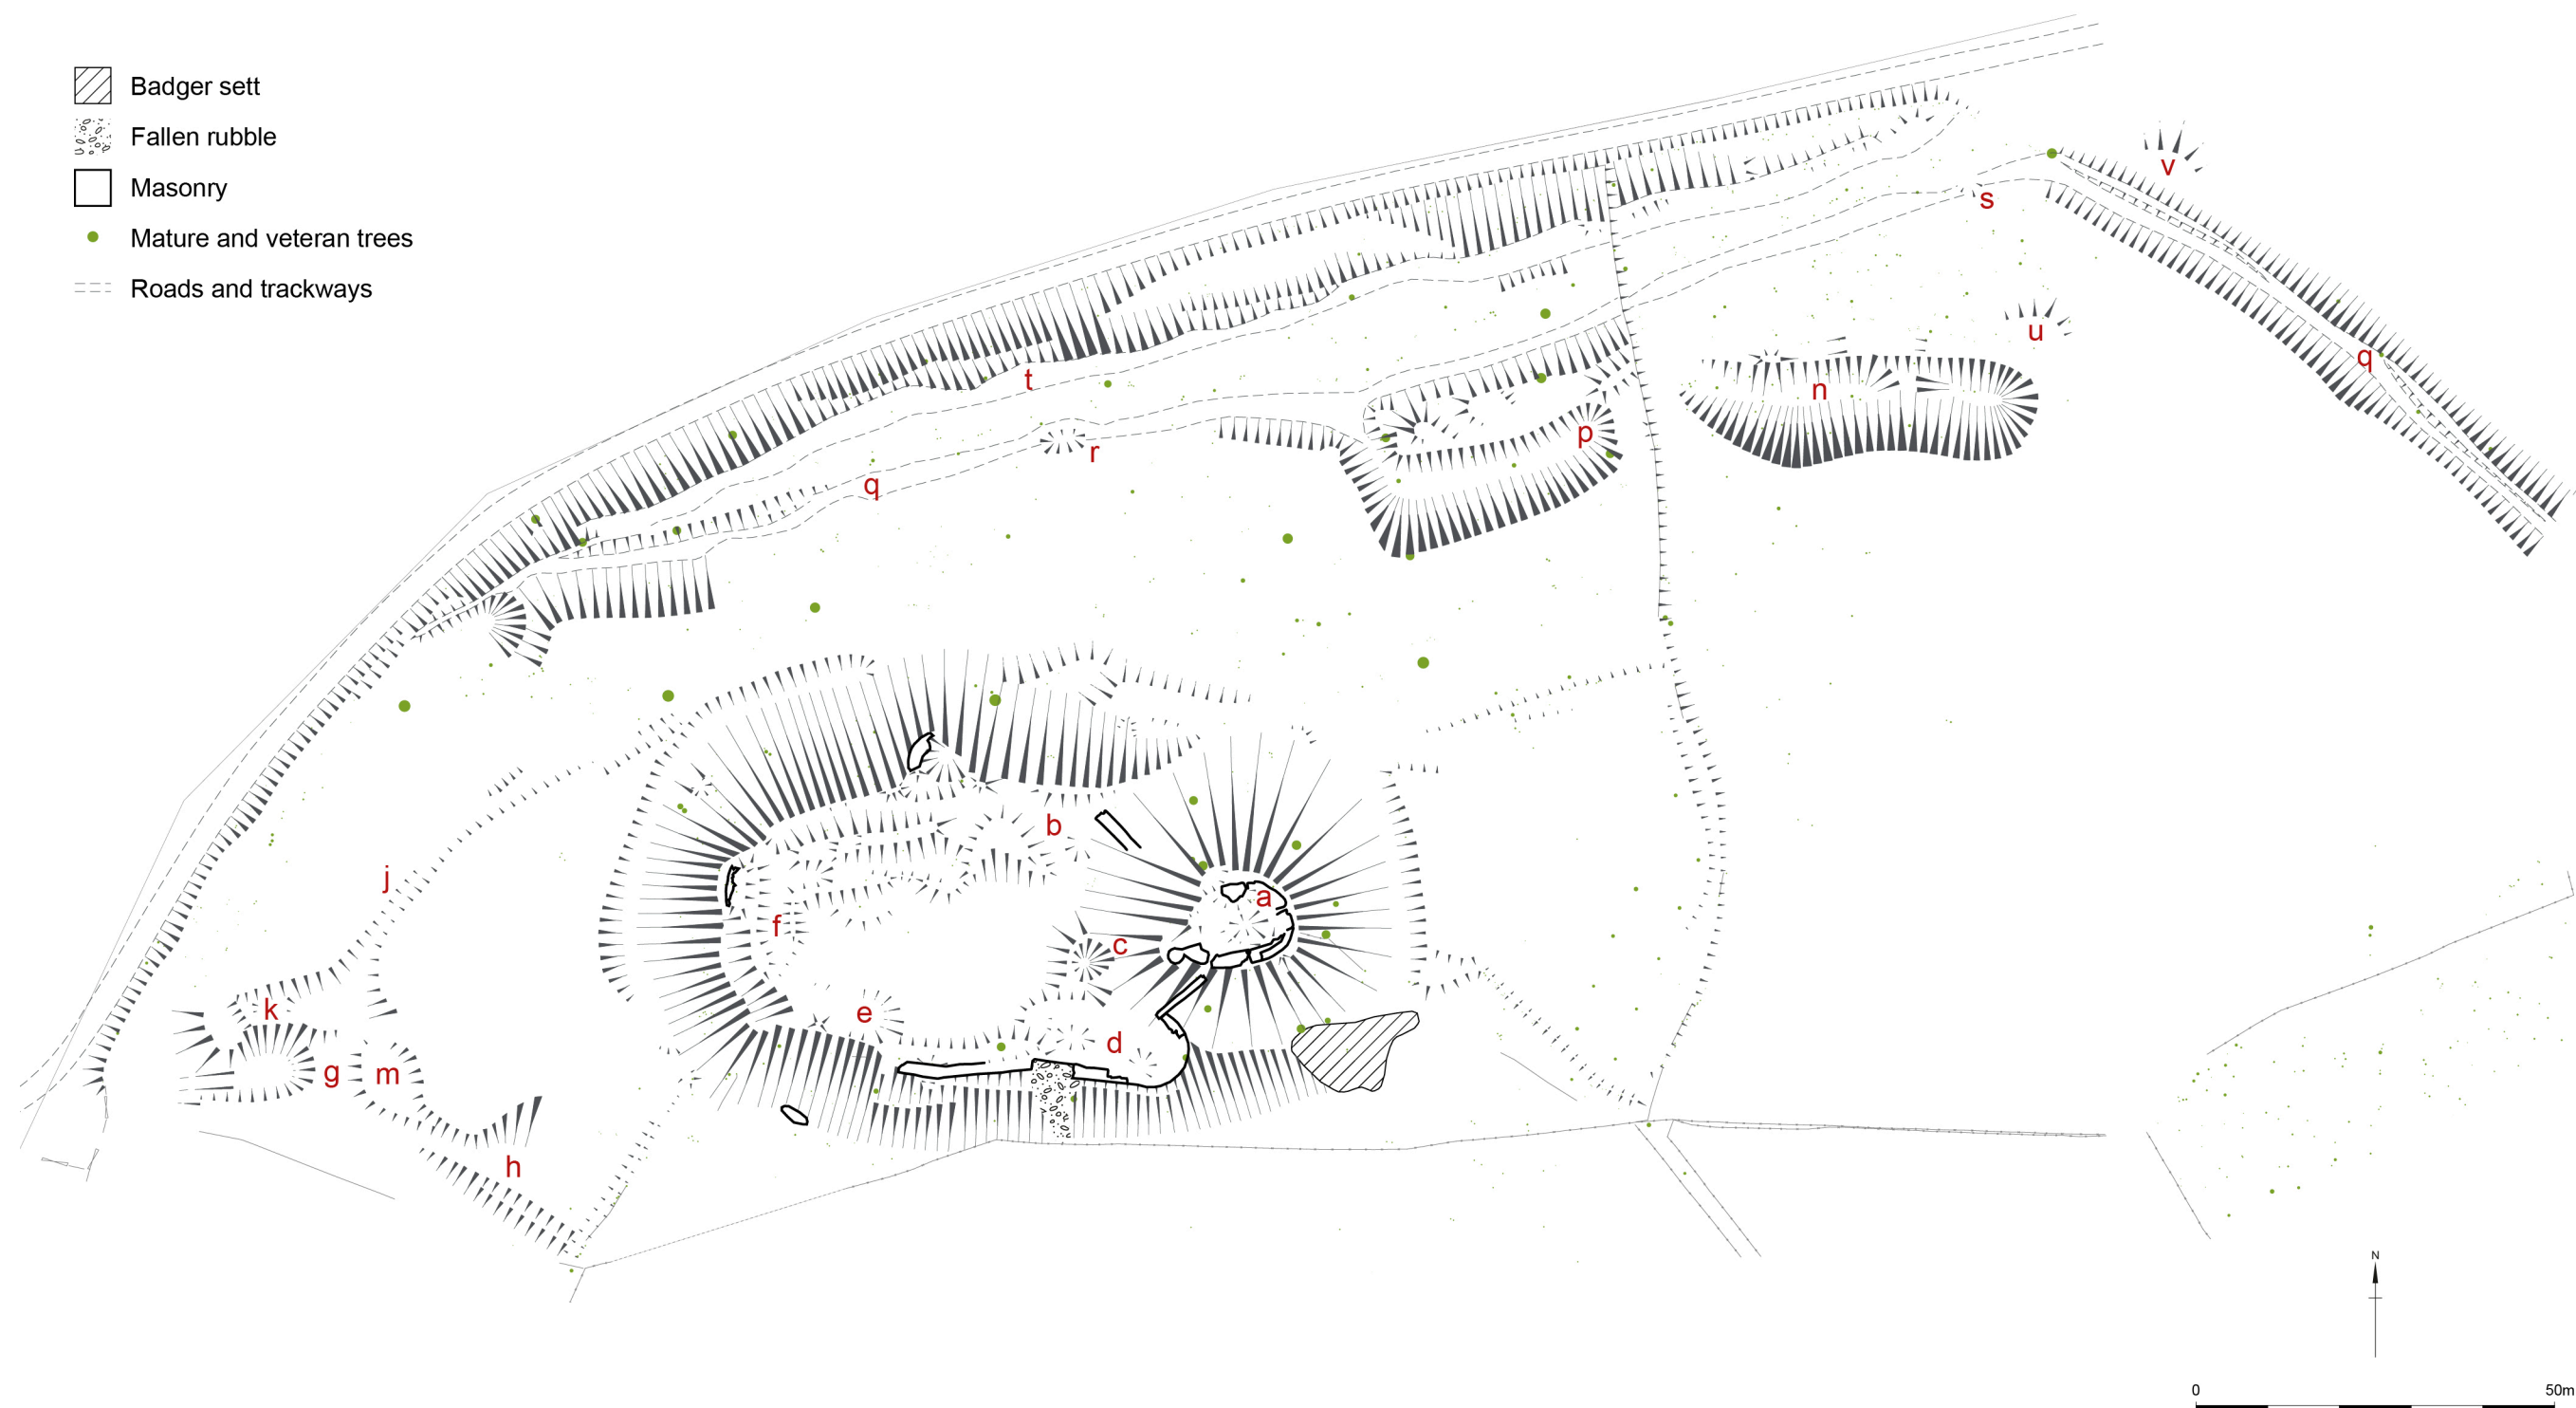 Badger sett
Fallen rubble
Masonry
Mature and veteran trees
Roads and trackways
v
s
u
q
n
t
p
r
q
b
a
j
f
c
k
e
d
g
m
h
N
0 50m